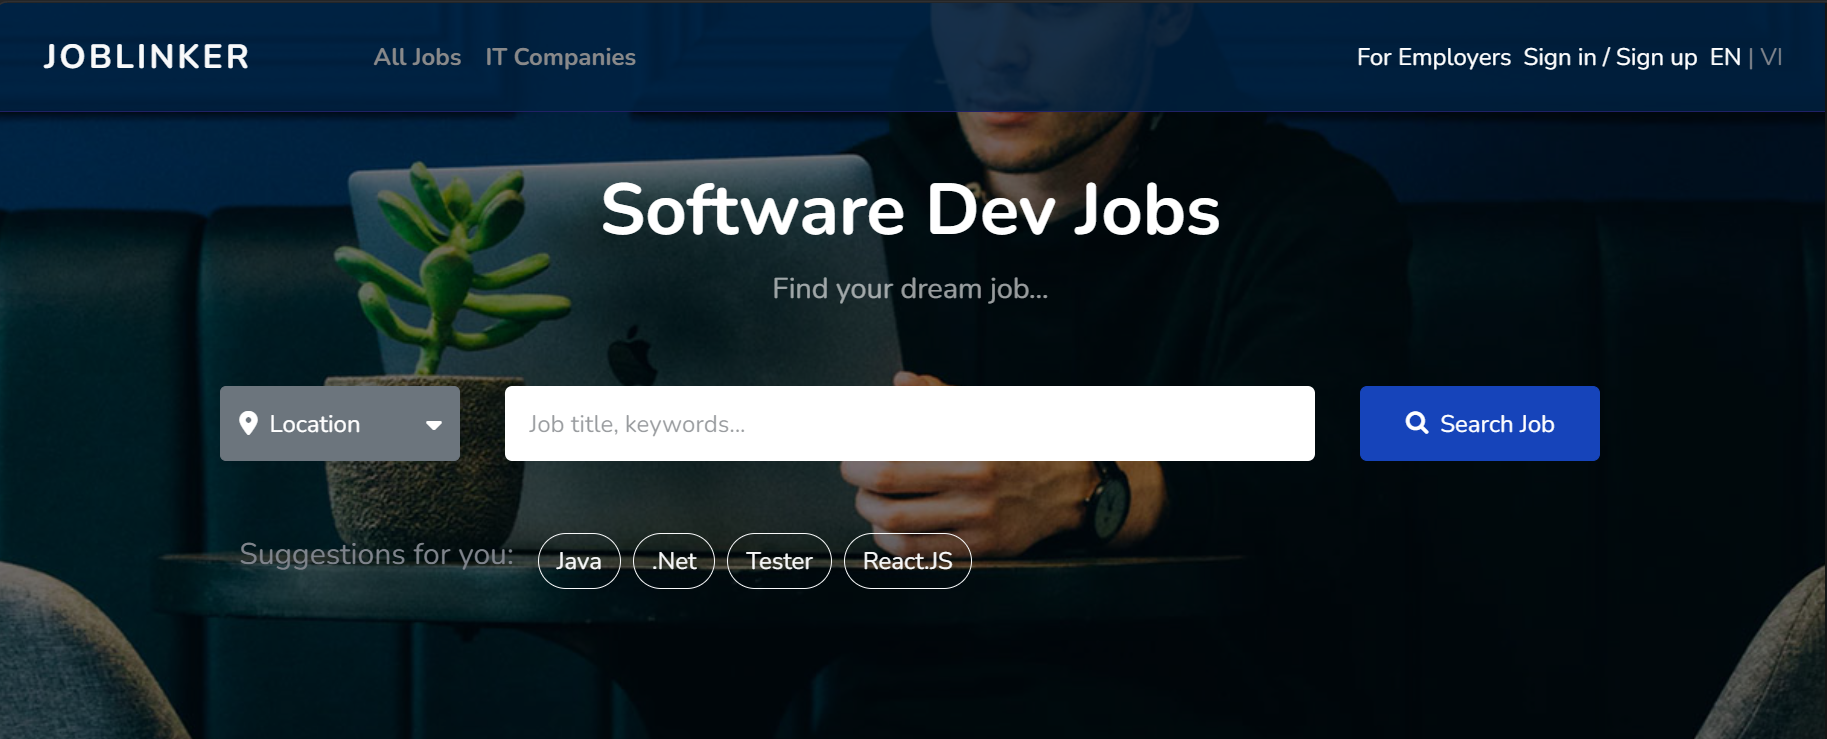 JOBLINKER
All Jobs IT Companies
For Employers Sign in / Sign up EN | VI
Software Dev Jobs
Find your dream job...
Location
Job title, keywords...
Search Job
Suggestions for you: Java .Net Tester React.JS